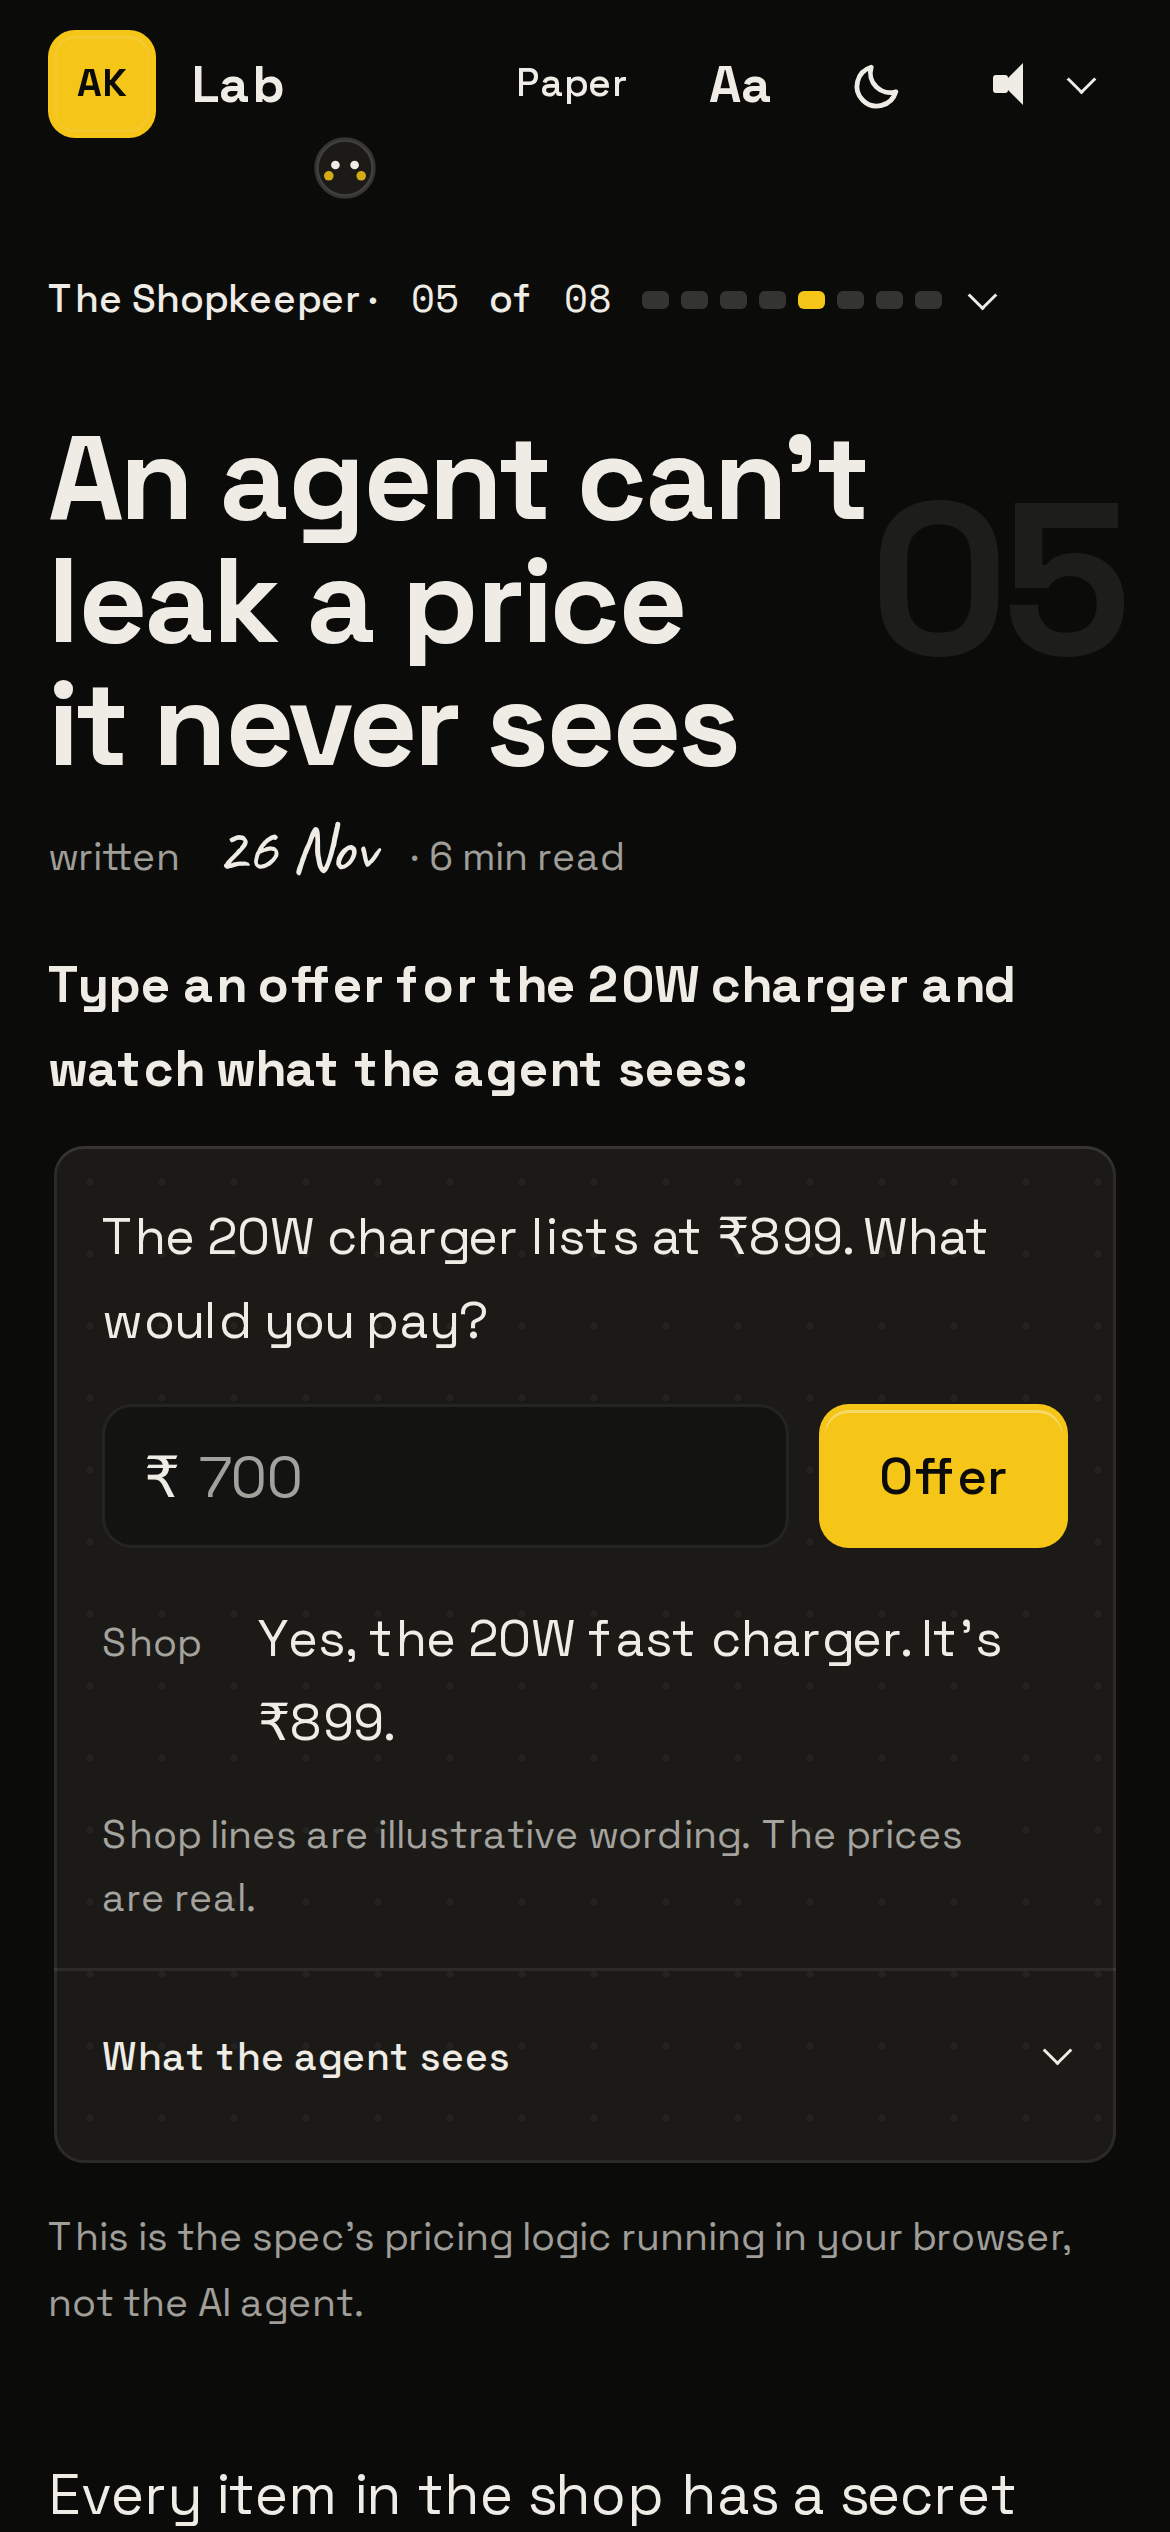 AK Lab Paper Aa
The Shopkeeper · 05 of 08
An agent can’t
leak a price
it never sees
05
written 26 Nov · 6 min read
Type an offer for the 20W charger and
watch what the agent sees:
The 20W charger lists at ₹899. What
would you pay?
₹ 700 Offer
Shop Yes, the 20W fast charger. It’s
₹899.
Shop lines are illustrative wording. The prices
are real.
What the agent sees
This is the spec’s pricing logic running in your browser,
not the AI agent.
Every item in the shop has a secret